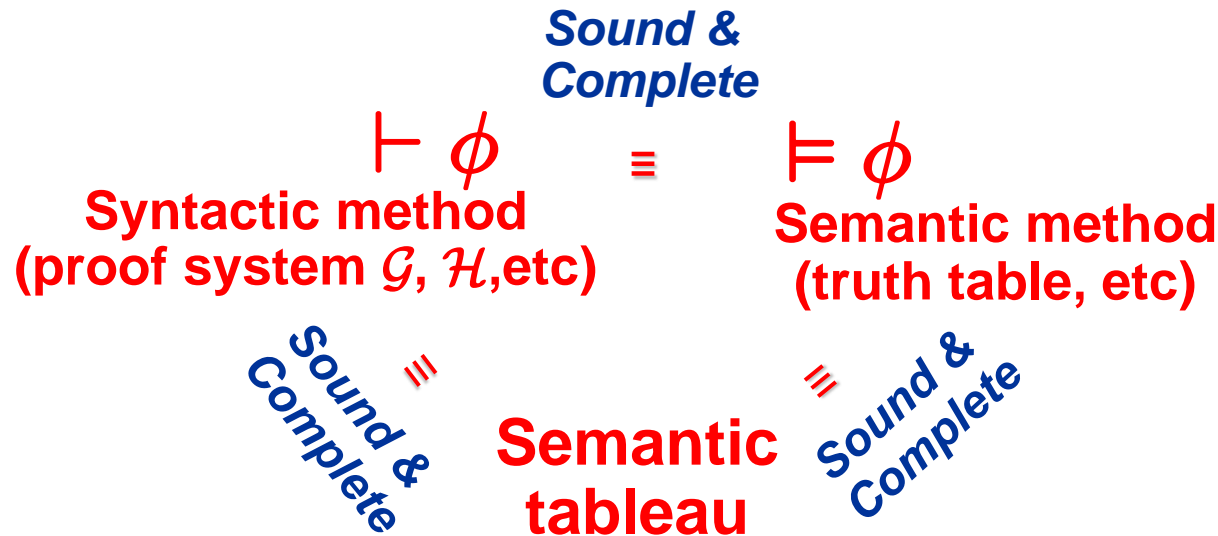 Sound &
Complete
⊢ ϕ ≡ ⊨ ϕ
Syntactic method
(proof system 𝒢, ℋ,etc)
Semantic method
(truth table, etc)
Sound &
Complete
≡
≡
Sound &
Complete
Semantic
tableau